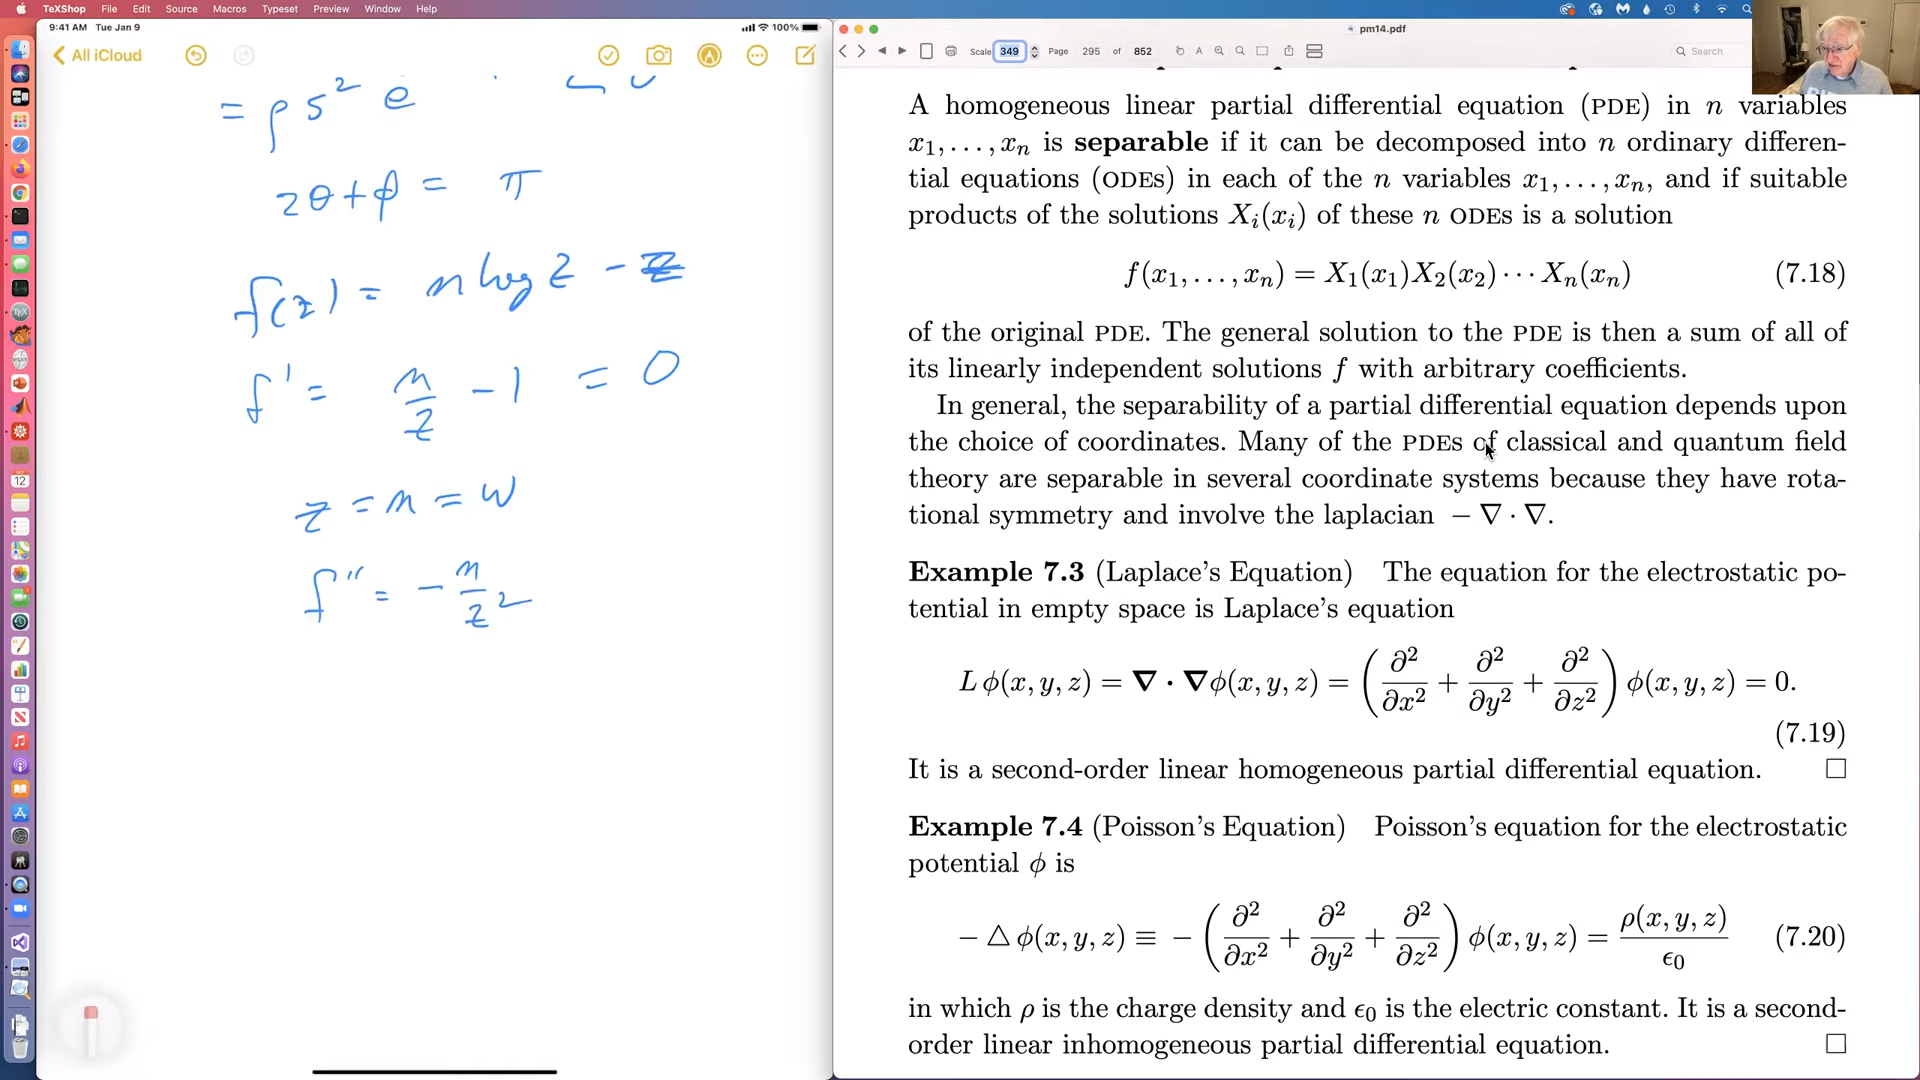 TeXShop File Edit Source Macros Typeset Preview Window Help
9:41 AM Tue Jan 9
100%
All iCloud
= ρ s² e
2θ+ϕ = π
f(z) = n log z - z
f' = n/z - 1 = 0
z = n = w
f'' = - n/z²
pm14.pdf
Scale 349 Page 295 of 852
Search
A homogeneous linear partial differential equation (PDE) in n variables
x₁, . . . , xₙ is separable if it can be decomposed into n ordinary differen-
tial equations (ODEs) in each of the n variables x₁, . . . , xₙ, and if suitable
products of the solutions Xᵢ(xᵢ) of these n ODEs is a solution
f(x₁, . . . , xₙ) = X₁(x₁)X₂(x₂) · · · Xₙ(xₙ) (7.18)
of the original PDE. The general solution to the PDE is then a sum of all of
its linearly independent solutions f with arbitrary coefficients.
In general, the separability of a partial differential equation depends upon
the choice of coordinates. Many of the PDEs of classical and quantum field
theory are separable in several coordinate systems because they have rota-
tional symmetry and involve the laplacian − ∇ · ∇.
Example 7.3 (Laplace's Equation) The equation for the electrostatic po-
tential in empty space is Laplace's equation
L ϕ(x, y, z) = ∇ · ∇ϕ(x, y, z) = (∂²/∂x² + ∂²/∂y² + ∂²/∂z²) ϕ(x, y, z) = 0.
(7.19)
It is a second-order linear homogeneous partial differential equation. □
Example 7.4 (Poisson's Equation) Poisson's equation for the electrostatic
potential ϕ is
− △ ϕ(x, y, z) ≡ − (∂²/∂x² + ∂²/∂y² + ∂²/∂z²) ϕ(x, y, z) = ρ(x, y, z)/ϵ₀ (7.20)
in which ρ is the charge density and ϵ₀ is the electric constant. It is a second-
order linear inhomogeneous partial differential equation. □